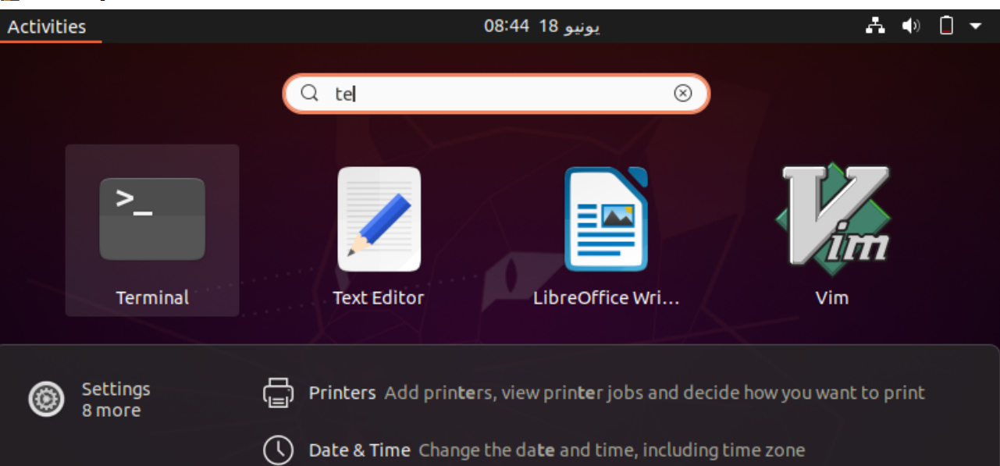 Activities
08:44 18 يونيو
te
>_
Vim
Terminal
Text Editor
LibreOffice Wri...
Vim
Settings
8 more
Printers Add printers, view printer jobs and decide how you want to print
Date & Time Change the date and time, including time zone